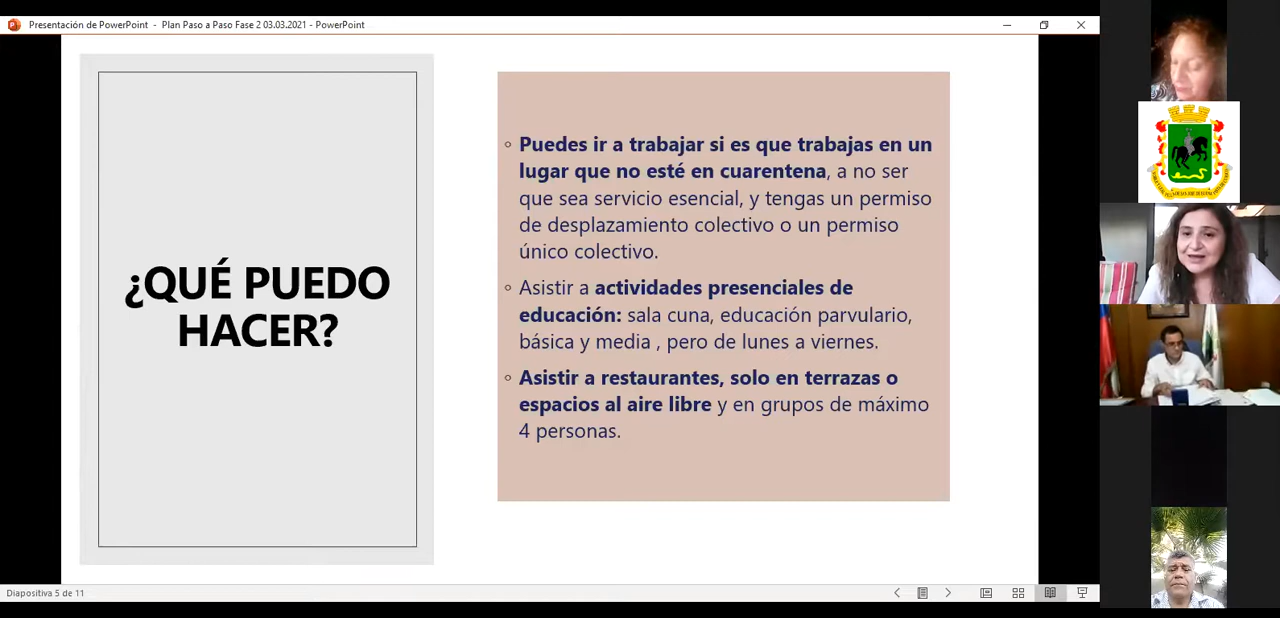 Presentación de PowerPoint - Plan Paso a Paso Fase 2 03.03.2021 - PowerPoint
¿QUÉ PUEDO
HACER?
Puedes ir a trabajar si es que trabajas en un
lugar que no esté en cuarentena, a no ser
que sea servicio esencial, y tengas un permiso
de desplazamiento colectivo o un permiso
único colectivo.
Asistir a actividades presenciales de
educación: sala cuna, educación parvulario,
básica y media , pero de lunes a viernes.
Asistir a restaurantes, solo en terrazas o
espacios al aire libre y en grupos de máximo
4 personas.
Diapositiva 5 de 11